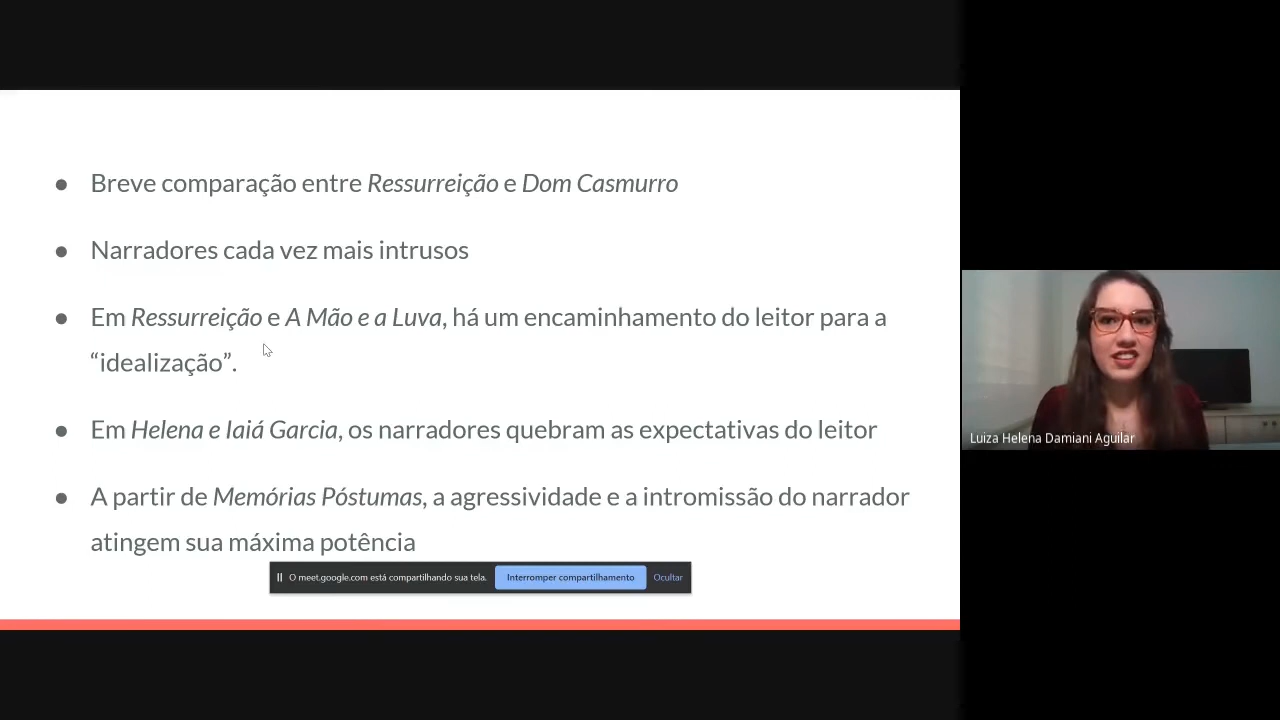 Breve comparação entre Ressurreição e Dom Casmurro
Narradores cada vez mais intrusos
Em Ressurreição e A Mão e a Luva, há um encaminhamento do leitor para a
“idealização”.
Em Helena e Iaiá Garcia, os narradores quebram as expectativas do leitor
A partir de Memórias Póstumas, a agressividade e a intromissão do narrador
atingem sua máxima potência
O meet.google.com está compartilhando sua tela. Interromper compartilhamento Ocultar
Luiza Helena Damiani Aguilar